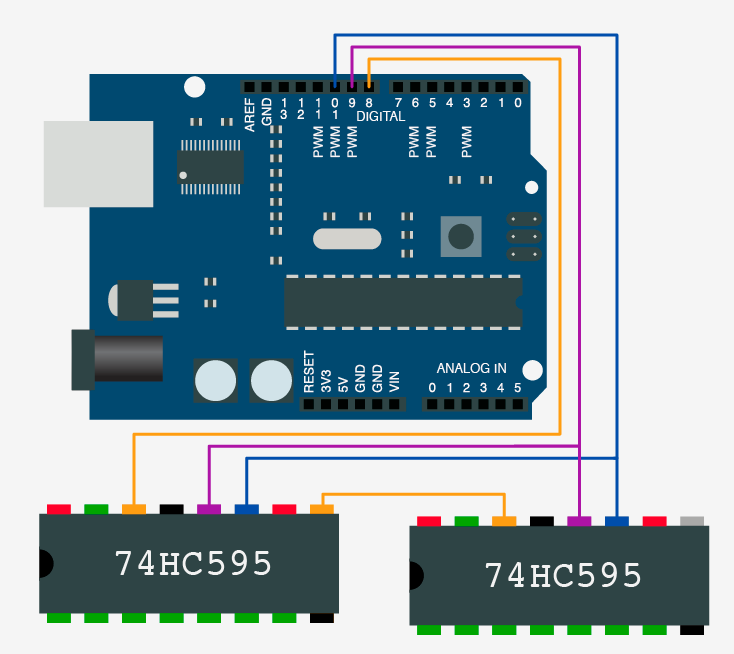 AREF GND 13 12 11 10 9 8 7 6 5 4 3 2 1 0
DIGITAL
PWM PWM PWM PWM PWM PWM
RESET 3V3 5V GND GND VIN
ANALOG IN
0 1 2 3 4 5
74HC595
74HC595